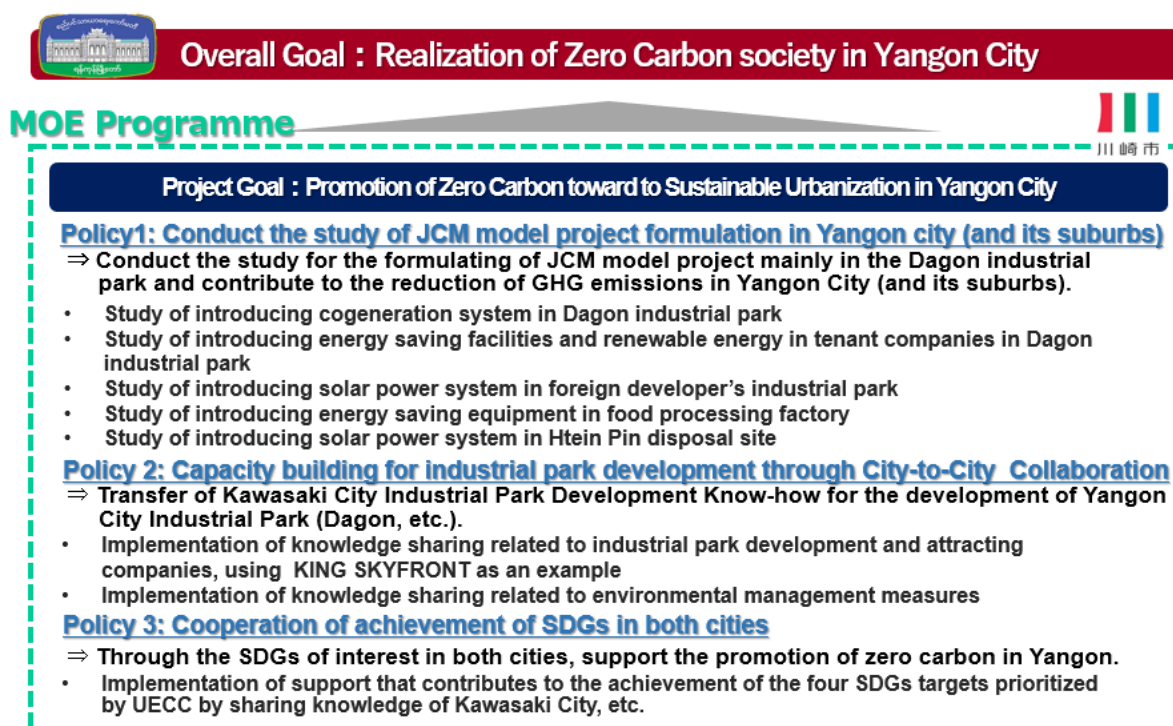 ရန်ကုန်မြို့တော်
Overall Goal：Realization of Zero Carbon society in Yangon City
MOE Programme
川崎市
Project Goal：Promotion of Zero Carbon toward to Sustainable Urbanization in Yangon City
Policy1: Conduct the study of JCM model project formulation in Yangon city (and its suburbs)
⇒ Conduct the study for the formulating of JCM model project mainly in the Dagon industrial
park and contribute to the reduction of GHG emissions in Yangon City (and its suburbs).
• Study of introducing cogeneration system in Dagon industrial park
• Study of introducing energy saving facilities and renewable energy in tenant companies in Dagon
industrial park
• Study of introducing solar power system in foreign developer's industrial park
• Study of introducing energy saving equipment in food processing factory
• Study of introducing solar power system in Htein Pin disposal site
Policy 2: Capacity building for industrial park development through City-to-City Collaboration
⇒ Transfer of Kawasaki City Industrial Park Development Know-how for the development of Yangon
City Industrial Park (Dagon, etc.).
• Implementation of knowledge sharing related to industrial park development and attracting
companies, using KING SKYFRONT as an example
• Implementation of knowledge sharing related to environmental management measures
Policy 3: Cooperation of achievement of SDGs in both cities
⇒ Through the SDGs of interest in both cities, support the promotion of zero carbon in Yangon.
• Implementation of support that contributes to the achievement of the four SDGs targets prioritized
by UECC by sharing knowledge of Kawasaki City, etc.